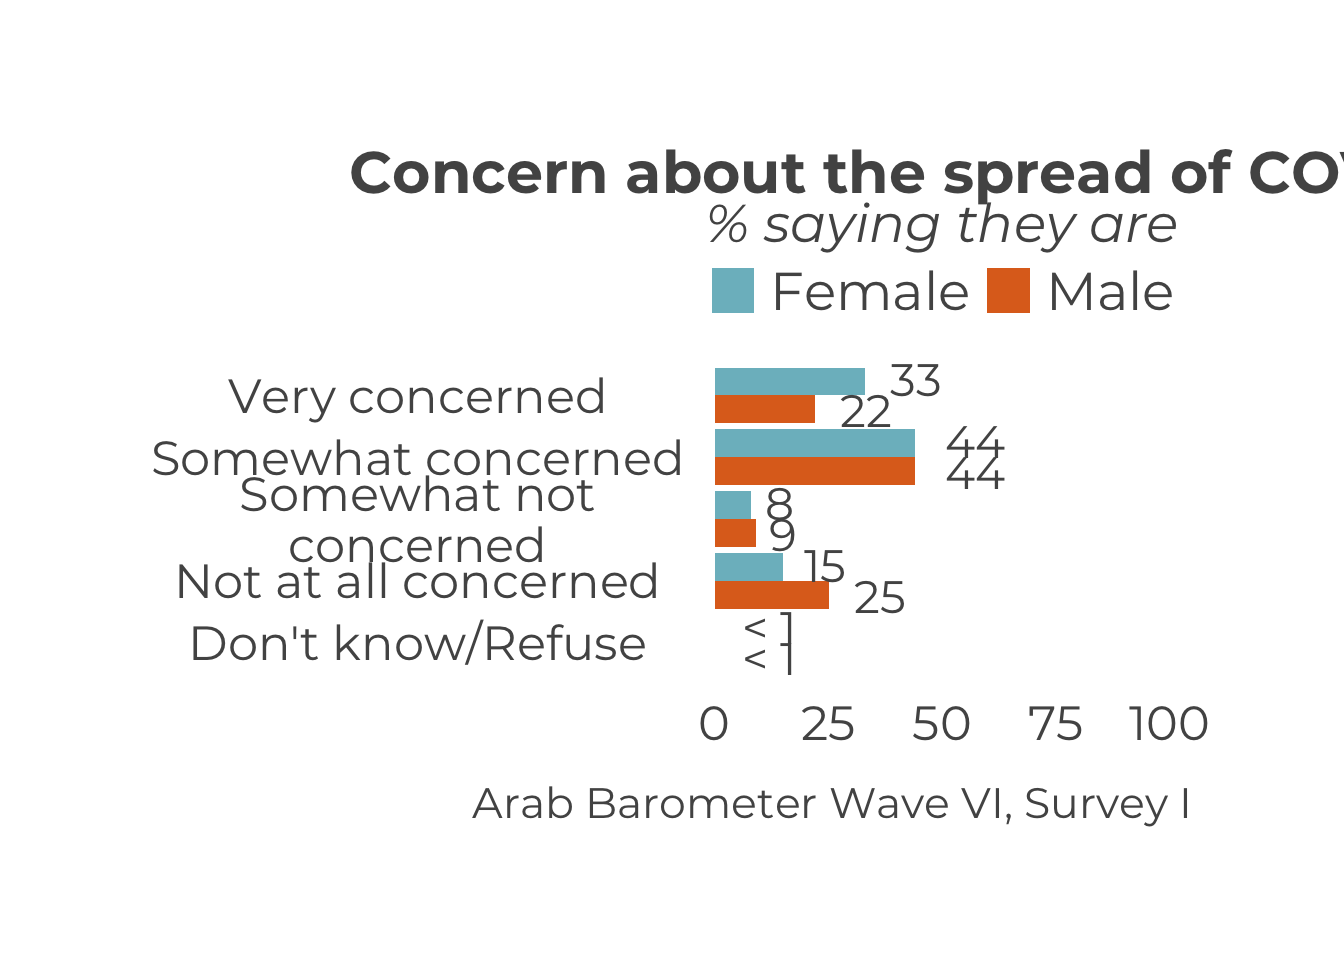 Concern about the spread of COV
% saying they are
Female Male
Very concerned 33
22
Somewhat concerned 44
44
Somewhat not
concerned 8
9
Not at all concerned 15
25
Don't know/Refuse < 1
< 1
0 25 50 75 100
Arab Barometer Wave VI, Survey I